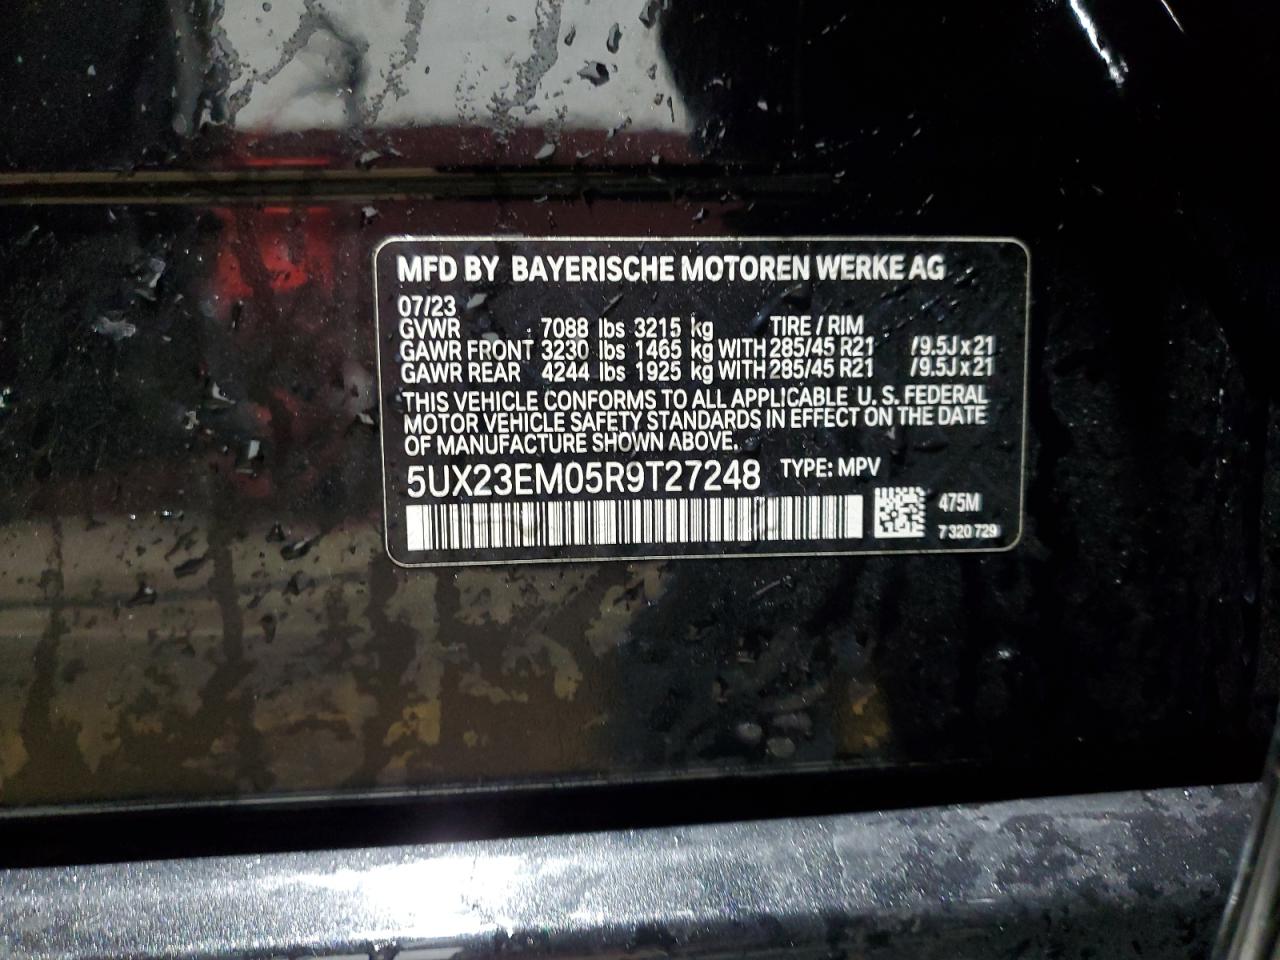 MFD BY BAYERISCHE MOTOREN WERKE AG
07/23
GVWR 7088 lbs 3215 kg TIRE / RIM
GAWR FRONT 3230 lbs 1465 kg WITH 285/45 R21 /9.5J x 21
GAWR REAR 4244 lbs 1925 kg WITH 285/45 R21 /9.5J x 21
THIS VEHICLE CONFORMS TO ALL APPLICABLE U. S. FEDERAL
MOTOR VEHICLE SAFETY STANDARDS IN EFFECT ON THE DATE
OF MANUFACTURE SHOWN ABOVE.
5UX23EM05R9T27248 TYPE: MPV
475M
7 320 729